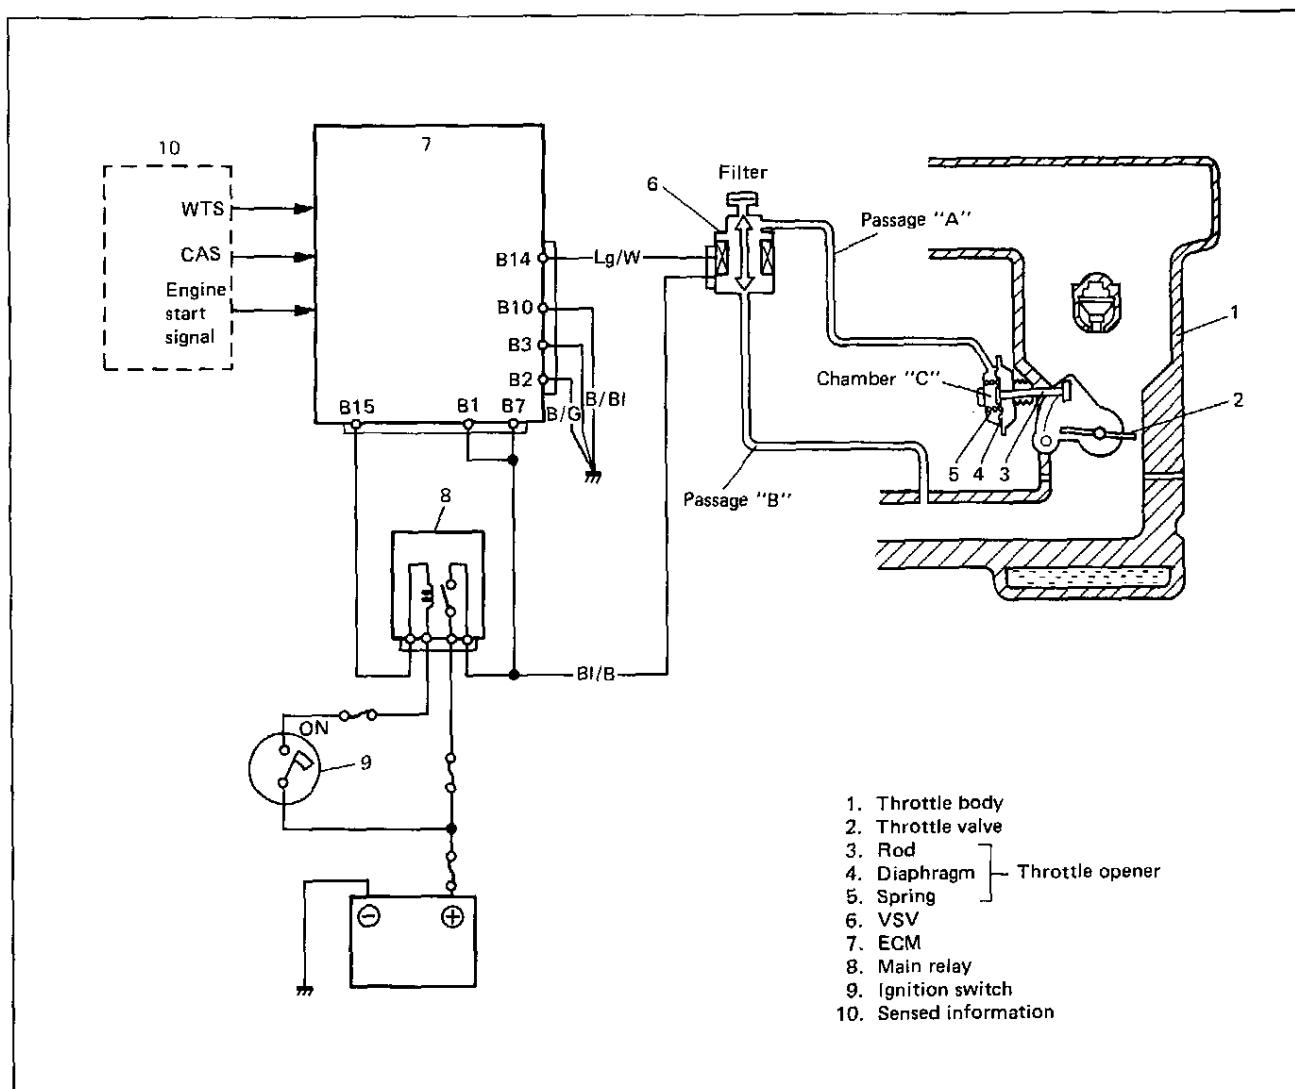 10
7
WTS
CAS
Engine
start
signal
B14
B10
B3
B2
B15
B1
B7
Lg/W
B/G
B/Bl
6
Filter
Passage "A"
Chamber "C"
Passage "B"
5
4
3
1
2
8
Bl/B
ON
9
⊖
⊕
1. Throttle body
2. Throttle valve
3. Rod
4. Diaphragm
Throttle opener
5. Spring
6. VSV
7. ECM
8. Main relay
9. Ignition switch
10. Sensed information